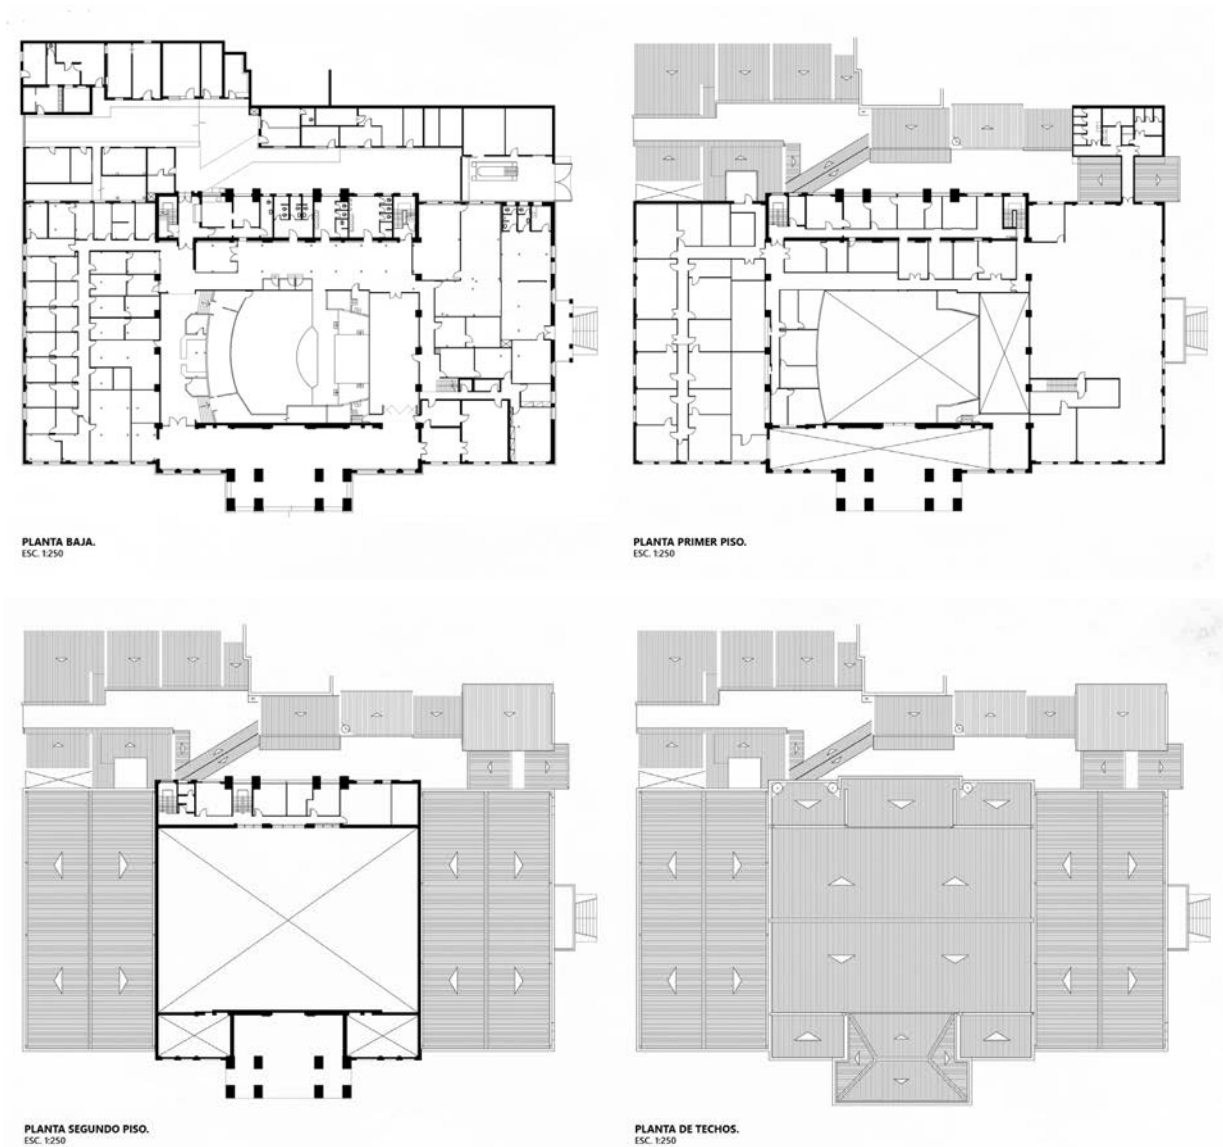 PLANTA BAJA.
ESC. 1:250
PLANTA PRIMER PISO.
ESC. 1:250
PLANTA SEGUNDO PISO.
ESC. 1:250
PLANTA DE TECHOS.
ESC. 1:250